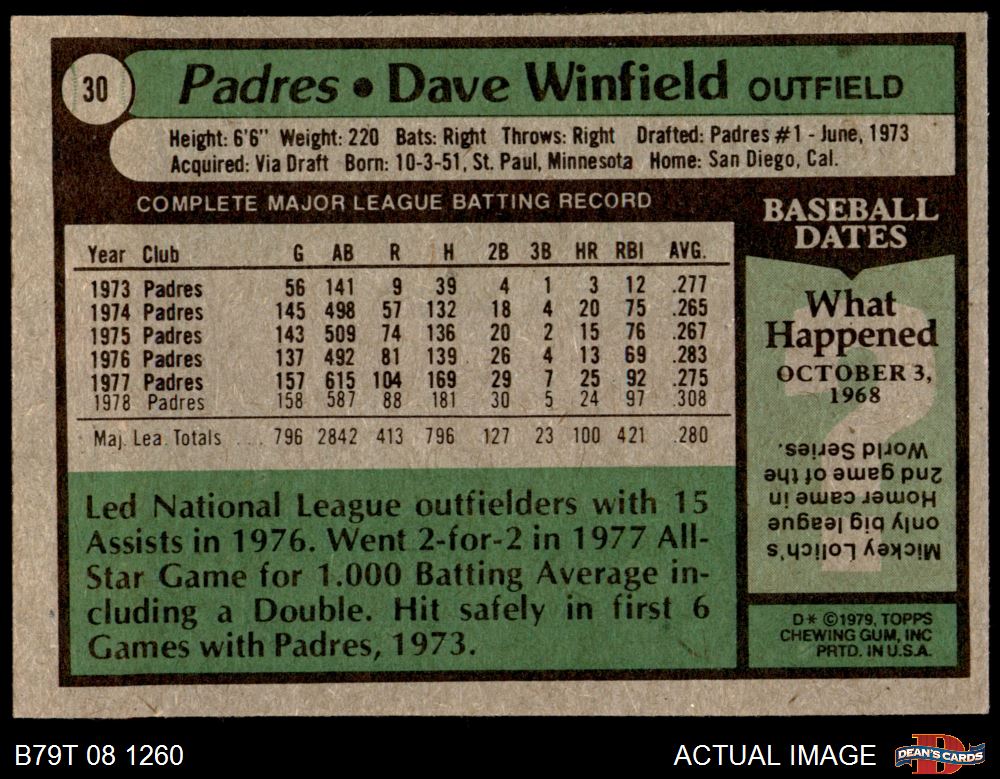 30
Padres • Dave Winfield OUTFIELD
Height: 6'6" Weight: 220 Bats: Right Throws: Right Drafted: Padres #1 - June, 1973
Acquired: Via Draft Born: 10-3-51, St. Paul, Minnesota Home: San Diego, Cal.
COMPLETE MAJOR LEAGUE BATTING RECORD
Year Club G AB R H 2B 3B HR RBI AVG.
1973 Padres 56 141 9 39 4 1 3 12 .277
1974 Padres 145 498 57 132 18 4 20 75 .265
1975 Padres 143 509 74 136 20 2 15 76 .267
1976 Padres 137 492 81 139 26 4 13 69 .283
1977 Padres 157 615 104 169 29 7 25 92 .275
1978 Padres 158 587 88 181 30 5 24 97 .308
Maj. Lea. Totals ... 796 2842 413 796 127 23 100 421 .280
Led National League outfielders with 15
Assists in 1976. Went 2-for-2 in 1977 All-
Star Game for 1.000 Batting Average in-
cluding a Double. Hit safely in first 6
Games with Padres, 1973.
BASEBALL
DATES
What
Happened
OCTOBER 3,
1968
?
Mickey Lolich's
only big league
Homer came in
2nd game of the
World Series.
D* ©1979, TOPPS
CHEWING GUM, INC
PRTD. IN U.S.A.
B79T 08 1260
ACTUAL IMAGE
D
DEAN'S CARDS